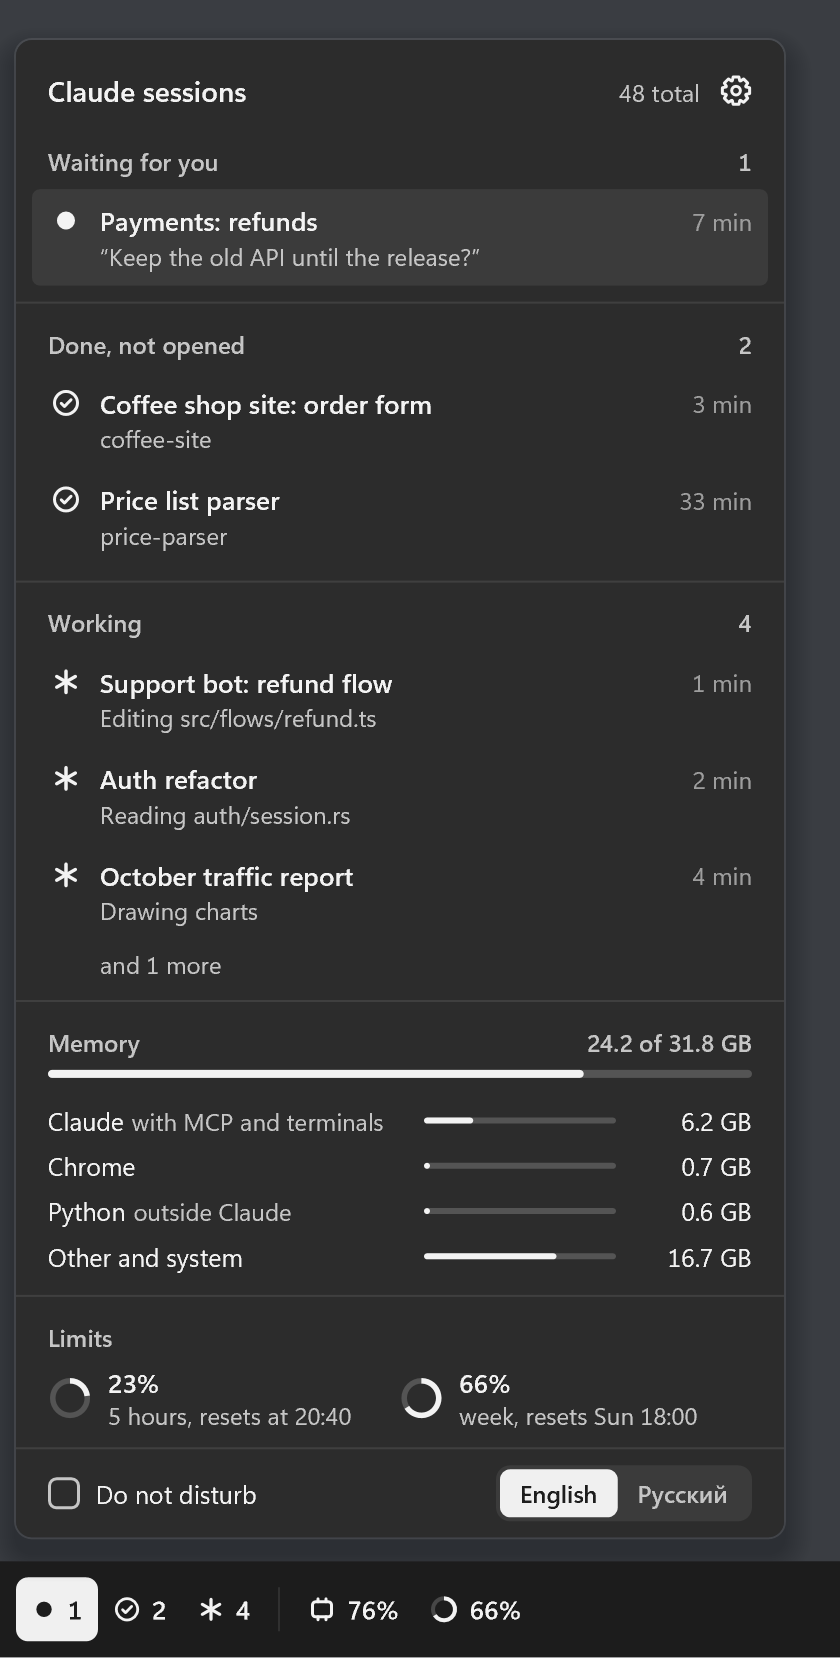 Claude sessions 48 total
Waiting for you 1
Payments: refunds 7 min
“Keep the old API until the release?”
Done, not opened 2
Coffee shop site: order form 3 min
coffee-site
Price list parser 33 min
price-parser
Working 4
Support bot: refund flow 1 min
Editing src/flows/refund.ts
Auth refactor 2 min
Reading auth/session.rs
October traffic report 4 min
Drawing charts
and 1 more
Memory 24.2 of 31.8 GB
Claude with MCP and terminals 6.2 GB
Chrome 0.7 GB
Python outside Claude 0.6 GB
Other and system 16.7 GB
Limits
23% 66%
5 hours, resets at 20:40 week, resets Sun 18:00
Do not disturb English Русский
1 2 4 76% 66%